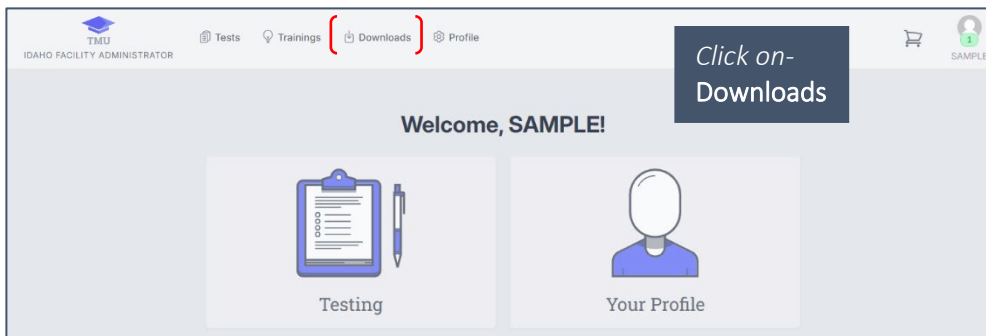 TMU
IDAHO FACILITY ADMINISTRATOR
Tests
Trainings
Downloads
Profile
1
SAMPLE
Click on-
Downloads
Welcome, SAMPLE!
Testing
Your Profile